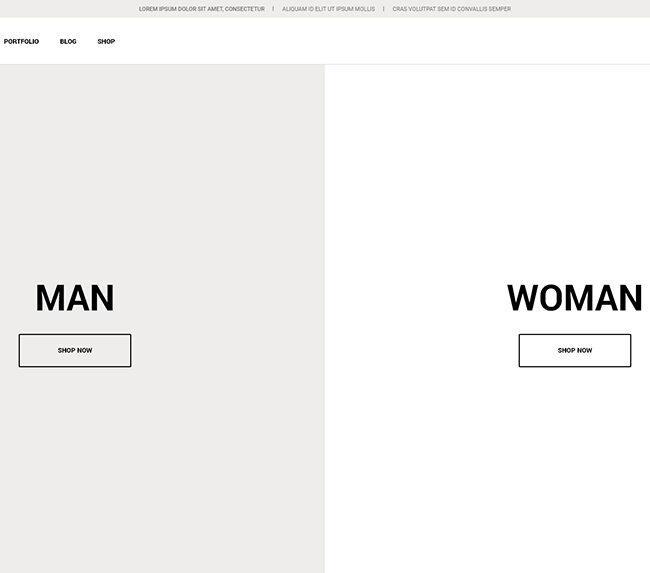 LOREM IPSUM DOLOR SIT AMET, CONSECTETUR | ALIQUAM ID ELIT UT IPSUM MOLLIS | CRAS VOLUTPAT SEM ID CONVALLIS SEMPER
PORTFOLIO BLOG SHOP
MAN WOMAN
SHOP NOW SHOP NOW